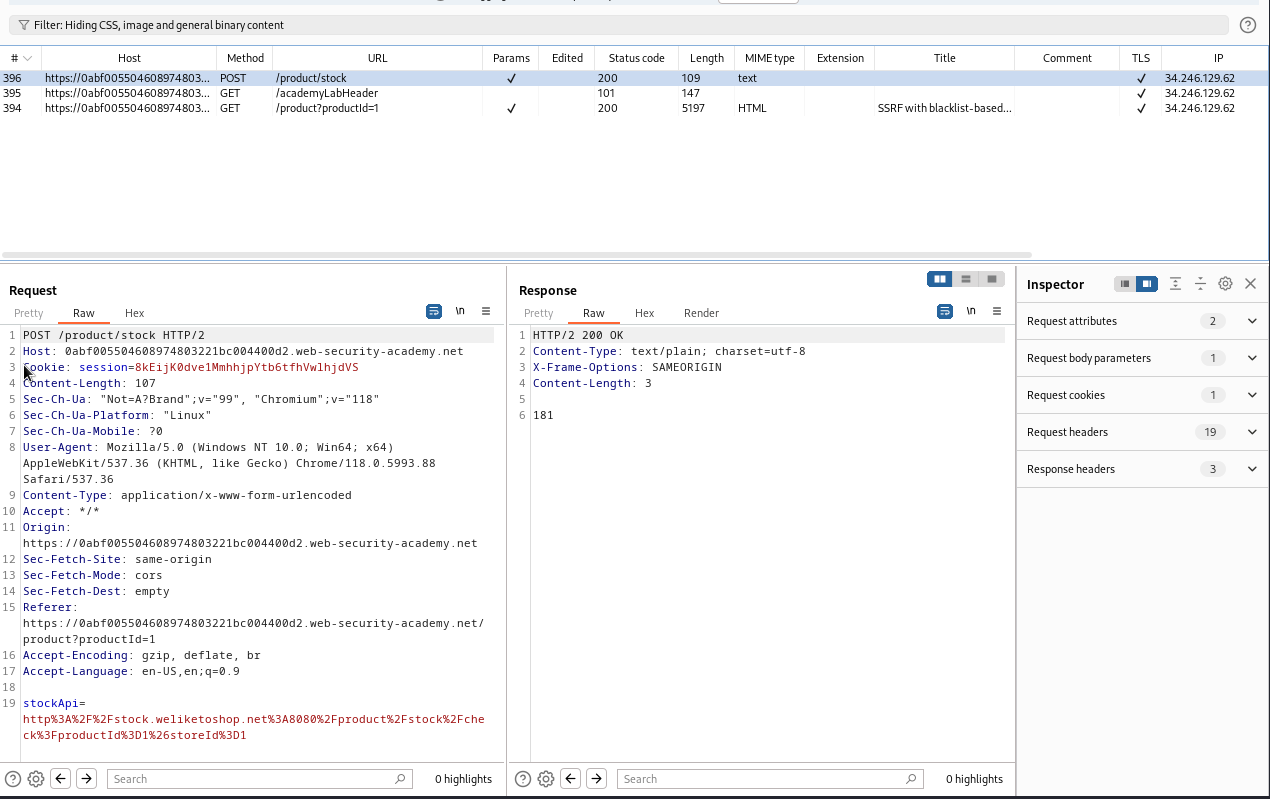 Filter: Hiding CSS, image and general binary content
# Host Method URL Params Edited Status code Length MIME type Extension Title Comment TLS IP
396 https://0abf005504608974803... POST /product/stock ✓ 200 109 text ✓ 34.246.129.62
395 https://0abf005504608974803... GET /academyLabHeader 101 147 ✓ 34.246.129.62
394 https://0abf005504608974803... GET /product?productId=1 ✓ 200 5197 HTML SSRF with blacklist-based... ✓ 34.246.129.62
Request
Pretty Raw Hex \n
1 POST /product/stock HTTP/2
2 Host: 0abf005504608974803221bc004400d2.web-security-academy.net
3 Cookie: session=8kEijK0dve1MmhhjpYtb6tfhVwlhjdVS
4 Content-Length: 107
5 Sec-Ch-Ua: "Not=A?Brand";v="99", "Chromium";v="118"
6 Sec-Ch-Ua-Platform: "Linux"
7 Sec-Ch-Ua-Mobile: ?0
8 User-Agent: Mozilla/5.0 (Windows NT 10.0; Win64; x64)
AppleWebKit/537.36 (KHTML, like Gecko) Chrome/118.0.5993.88
Safari/537.36
9 Content-Type: application/x-www-form-urlencoded
10 Accept: */*
11 Origin:
https://0abf005504608974803221bc004400d2.web-security-academy.net
12 Sec-Fetch-Site: same-origin
13 Sec-Fetch-Mode: cors
14 Sec-Fetch-Dest: empty
15 Referer:
https://0abf005504608974803221bc004400d2.web-security-academy.net/
product?productId=1
16 Accept-Encoding: gzip, deflate, br
17 Accept-Language: en-US,en;q=0.9
18
19 stockApi=
http%3A%2F%2Fstock.weliketoshop.net%3A8080%2Fproduct%2Fstock%2Fche
ck%3FproductId%3D1%26storeId%3D1
Search
0 highlights
Response
Pretty Raw Hex Render \n
1 HTTP/2 200 OK
2 Content-Type: text/plain; charset=utf-8
3 X-Frame-Options: SAMEORIGIN
4 Content-Length: 3
5
6 181
Search
0 highlights
Inspector
Request attributes 2
Request body parameters 1
Request cookies 1
Request headers 19
Response headers 3